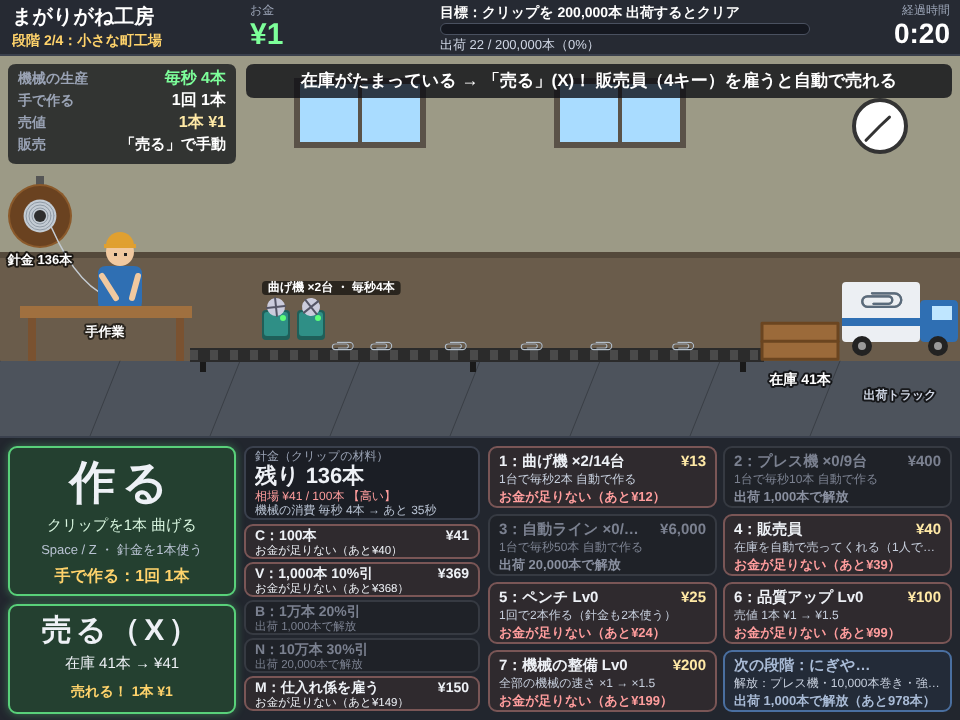 まがりがね工房
段階 2/4：小さな町工場
お金
¥1
目標：クリップを 200,000本 出荷するとクリア
出荷 22 / 200,000本（0%）
経過時間
0:20
機械の生産 毎秒 4本
手で作る 1回 1本
売値 1本 ¥1
販売 「売る」で手動
在庫がたまっている → 「売る」(X)！ 販売員（4キー）を雇うと自動で売れる
針金 136本
手作業
曲げ機 ×2台 ・ 毎秒4本
在庫 41本
出荷トラック
作る
クリップを1本 曲げる
Space / Z ・ 針金を1本使う
手で作る：1回 1本
売る（X）
在庫 41本 → ¥41
売れる！ 1本 ¥1
針金（クリップの材料）
残り 136本
相場 ¥41 / 100本 【高い】
機械の消費 毎秒 4本 → あと 35秒
C：100本 ¥41
お金が足りない（あと¥40）
V：1,000本 10%引 ¥369
お金が足りない（あと¥368）
B：1万本 20%引
出荷 1,000本で解放
N：10万本 30%引
出荷 20,000本で解放
M：仕入れ係を雇う ¥150
お金が足りない（あと¥149）
1：曲げ機 ×2/14台 ¥13
1台で毎秒2本 自動で作る
お金が足りない（あと¥12）
2：プレス機 ×0/9台 ¥400
1台で毎秒10本 自動で作る
出荷 1,000本で解放
3：自動ライン ×0/… ¥6,000
1台で毎秒50本 自動で作る
出荷 20,000本で解放
4：販売員 ¥40
在庫を自動で売ってくれる（1人で…
お金が足りない（あと¥39）
5：ペンチ Lv0 ¥25
1回で2本作る（針金も2本使う）
お金が足りない（あと¥24）
6：品質アップ Lv0 ¥100
売値 1本 ¥1 → ¥1.5
お金が足りない（あと¥99）
7：機械の整備 Lv0 ¥200
全部の機械の速さ ×1 → ×1.5
お金が足りない（あと¥199）
次の段階：にぎや…
解放：プレス機・10,000本巻き・強…
出荷 1,000本で解放（あと978本）